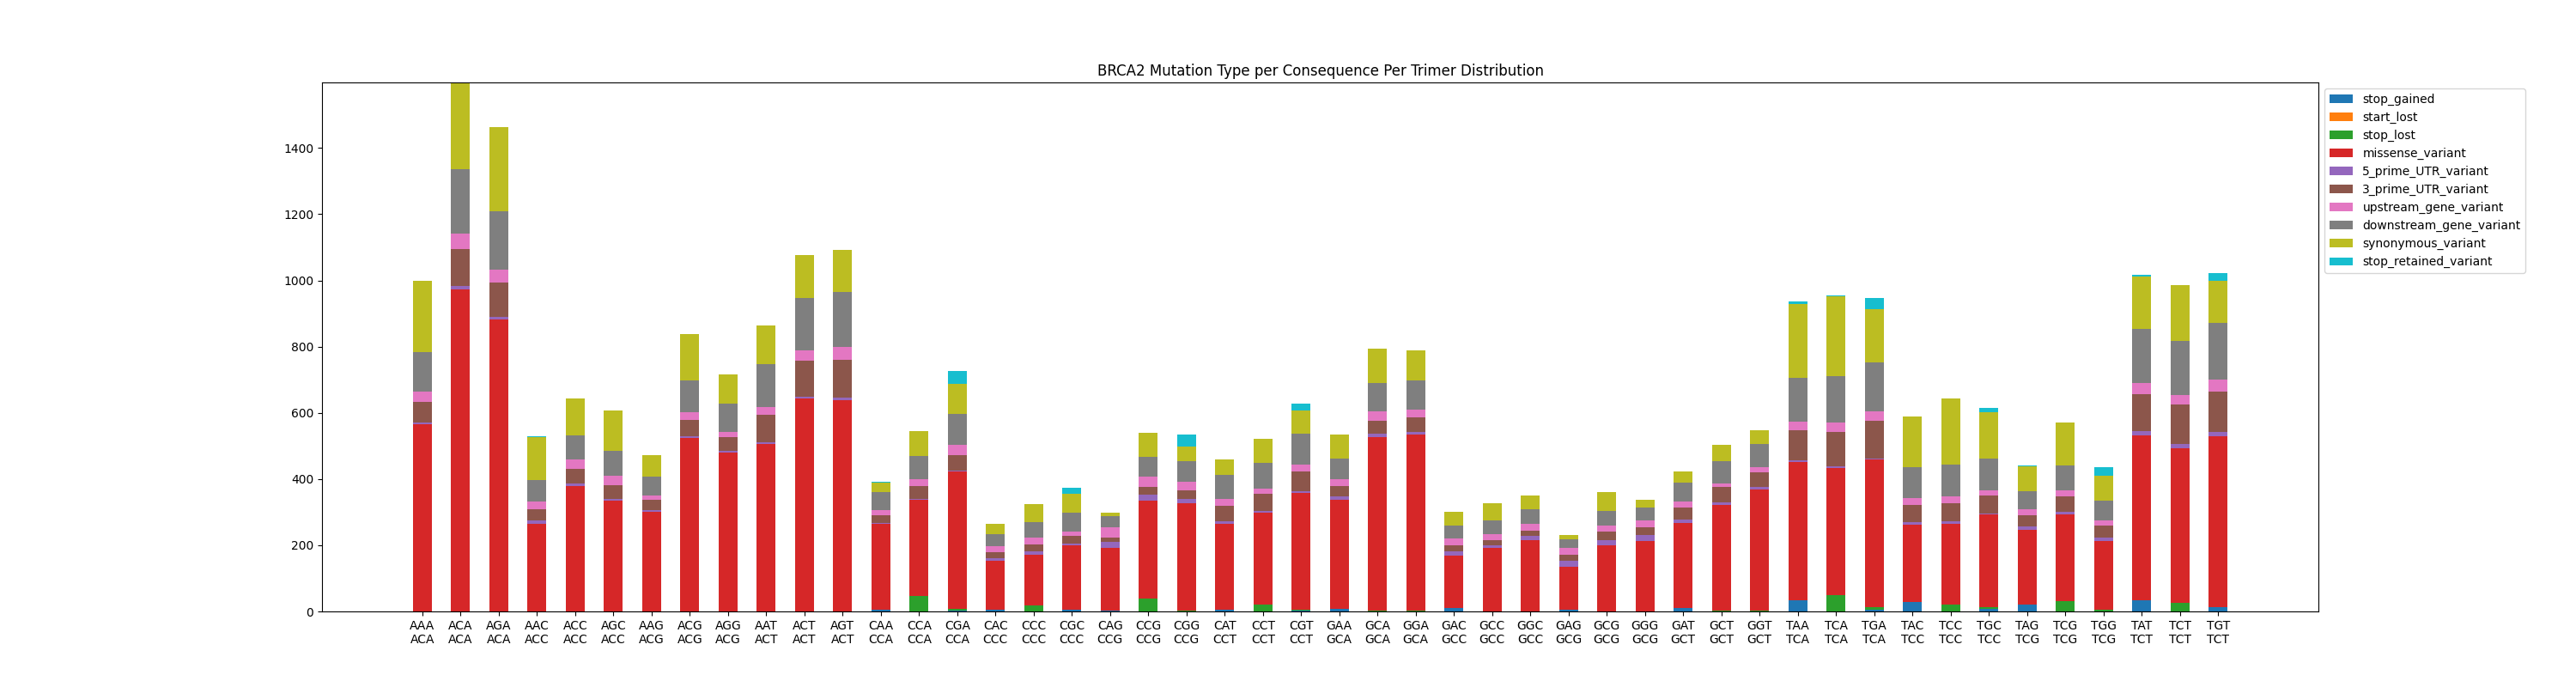 BRCA2 Mutation Type per Consequence Per Trimer Distribution
1400
1200
1000
800
600
400
200
0
stop_gained
start_lost
stop_lost
missense_variant
5_prime_UTR_variant
3_prime_UTR_variant
upstream_gene_variant
downstream_gene_variant
synonymous_variant
stop_retained_variant
AAA ACA AGA AAC ACC AGC AAG ACG AGG AAT ACT AGT CAA CCA CGA CAC CCC CGC CAG CCG CGG CAT CCT CGT GAA GCA GGA GAC GCC GGC GAG GCG GGG GAT GCT GGT TAA TCA TGA TAC TCC TGC TAG TCG TGG TAT TCT TGT
ACA ACA ACA ACC ACC ACC ACG ACG ACG ACT ACT ACT CCA CCA CCA CCC CCC CCC CCG CCG CCG CCT CCT CCT GCA GCA GCA GCC GCC GCC GCG GCG GCG GCT GCT GCT TCA TCA TCA TCC TCC TCC TCG TCG TCG TCT TCT TCT